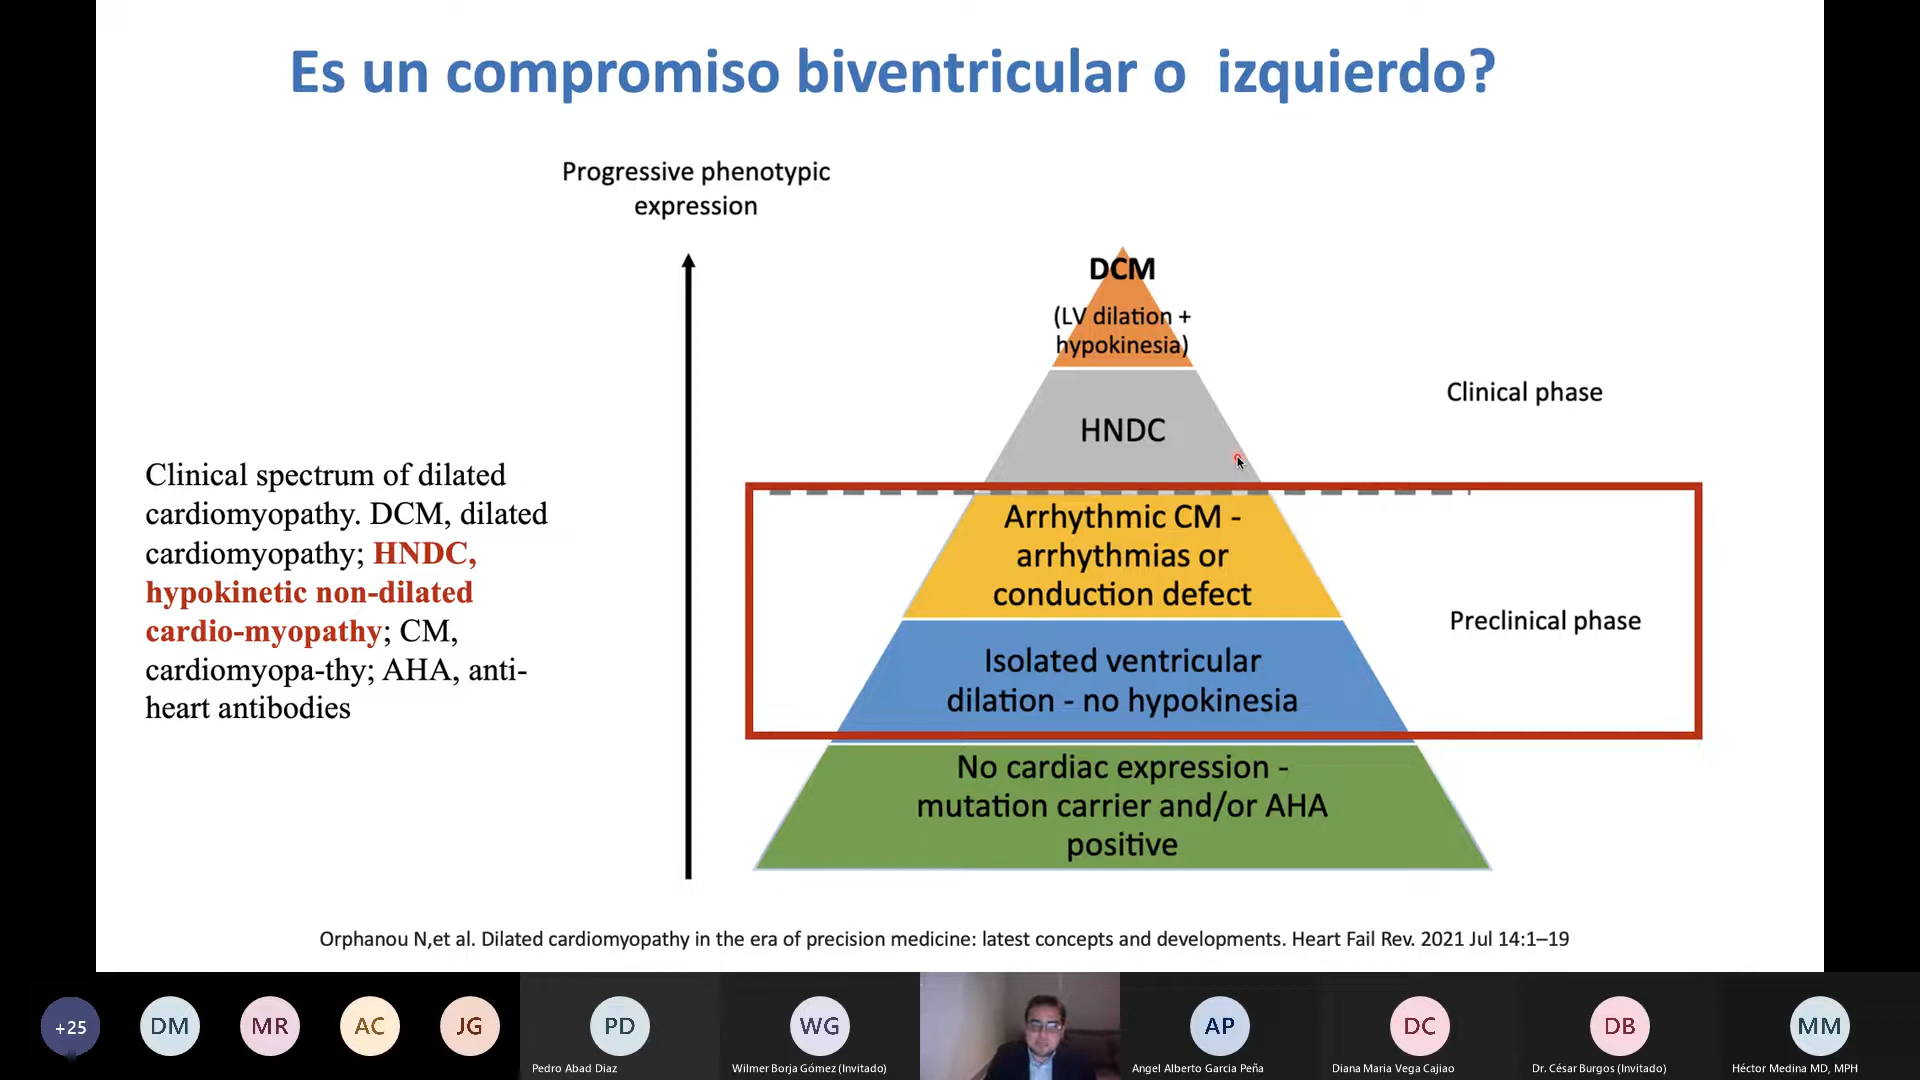 Es un compromiso biventricular o izquierdo?
Progressive phenotypic
expression
DCM
(LV dilation +
hypokinesia)
Clinical phase
HNDC
Clinical spectrum of dilated
cardiomyopathy. DCM, dilated
cardiomyopathy; HNDC,
hypokinetic non-dilated
cardio-myopathy; CM,
cardiomyopa-thy; AHA, anti-
heart antibodies
Arrhythmic CM -
arrhythmias or
conduction defect
Preclinical phase
Isolated ventricular
dilation - no hypokinesia
No cardiac expression -
mutation carrier and/or AHA
positive
Orphanou N,et al. Dilated cardiomyopathy in the era of precision medicine: latest concepts and developments. Heart Fail Rev. 2021 Jul 14:1–19
+25
DM
MR
AC
JG
PD
Pedro Abad Diaz
WG
Wilmer Borja Gómez (Invitado)
AP
Angel Alberto Garcia Peña
DC
Diana Maria Vega Cajiao
DB
Dr. César Burgos (Invitado)
MM
Héctor Medina MD, MPH